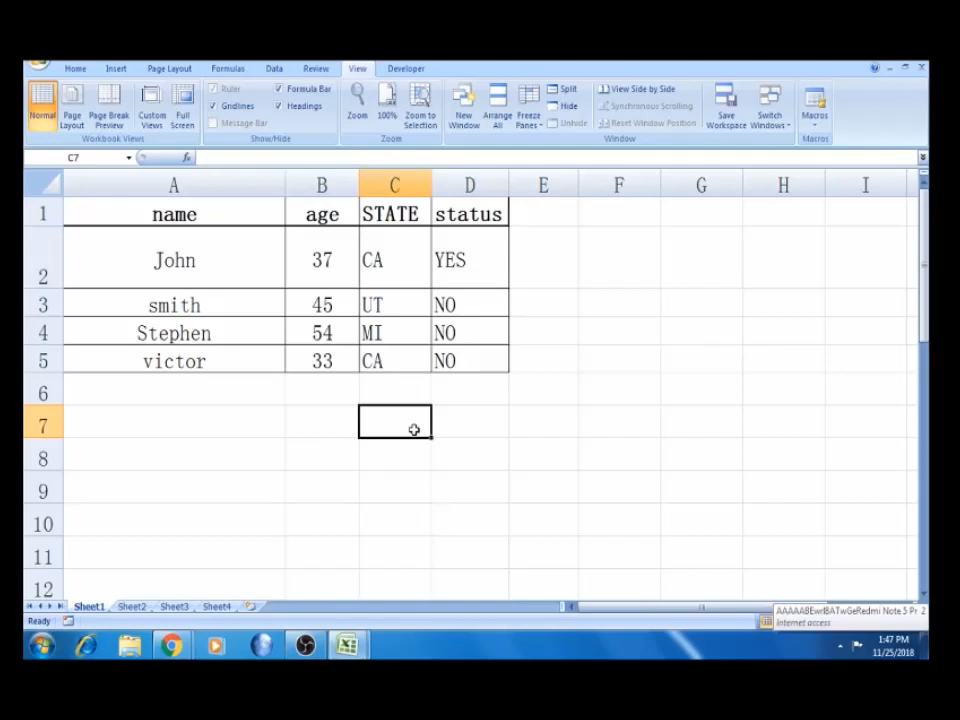 Home Insert Page Layout Formulas Data Review View Developer
Normal Page Layout Page Break Preview Custom Views Full Screen
Workbook Views
Ruler Formula Bar
Gridlines Headings
Message Bar
Show/Hide
Zoom 100% Zoom to Selection
Zoom
New Window Arrange All Freeze Panes
Split View Side by Side
Hide Synchronous Scrolling
Unhide Reset Window Position
Window
Save Workspace Switch Windows
Macros
Macros
C7 fx
A B C D E F G H I
1 name age STATE status
2 John 37 CA YES
3 smith 45 UT NO
4 Stephen 54 MI NO
5 victor 33 CA NO
6
7
8
9
10
11
12
Sheet1 Sheet2 Sheet3 Sheet4
Note 5 Pr 2
Internet access
Ready
1:47 PM
11/25/2018